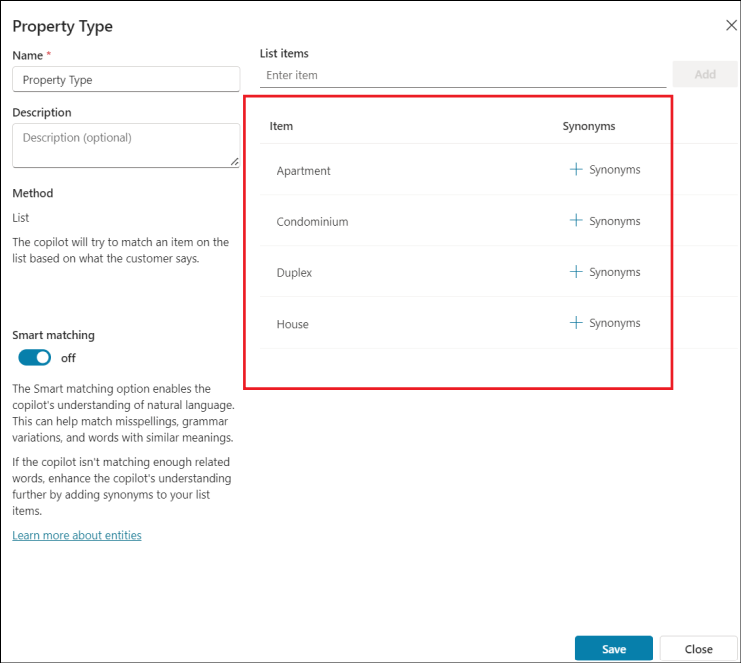 Property Type
Name *
Property Type
Description
Description (optional)
Method
List
The copilot will try to match an item on the
list based on what the customer says.
Smart matching
off
The Smart matching option enables the
copilot's understanding of natural language.
This can help match misspellings, grammar
variations, and words with similar meanings.
If the copilot isn't matching enough related
words, enhance the copilot's understanding
further by adding synonyms to your list
items.
Learn more about entities
List items
Enter item
Add
Item Synonyms
Apartment Synonyms
Condominium Synonyms
Duplex Synonyms
House Synonyms
Save
Close